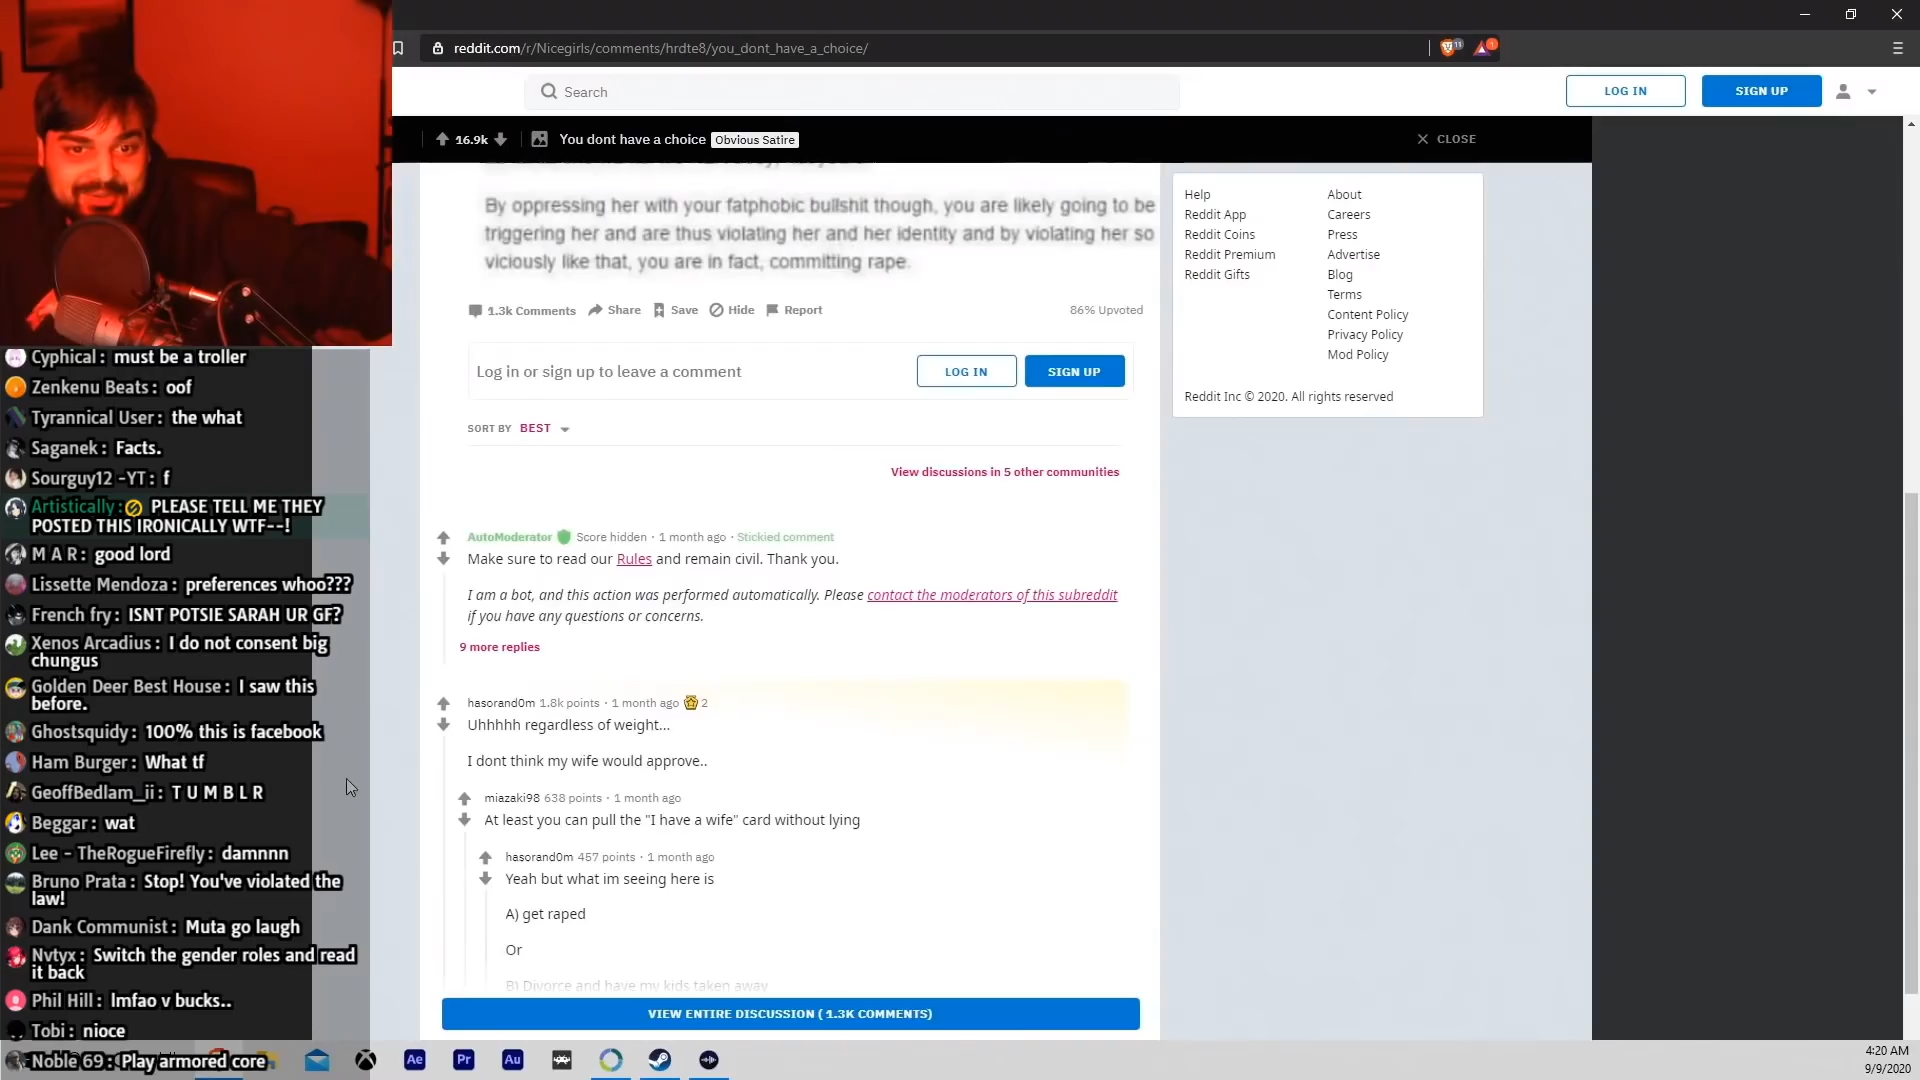 reddit.com/r/Nicegirls/comments/hrdte8/you_dont_have_a_choice/
11
1
Search
LOG IN
SIGN UP
16.9k
You dont have a choice Obvious Satire
CLOSE
By oppressing her with your fatphobic bullshit though, you are likely going to be
triggering her and are thus violating her and her identity and by violating her so
viciously like that, you are in fact, committing rape.
1.3k Comments Share Save Hide Report
86% Upvoted
Log in or sign up to leave a comment
LOG IN
SIGN UP
SORT BY BEST
View discussions in 5 other communities
AutoModerator Score hidden · 1 month ago · Stickied comment
Make sure to read our Rules and remain civil. Thank you.
I am a bot, and this action was performed automatically. Please contact the moderators of this subreddit
if you have any questions or concerns.
9 more replies
hasorand0m 1.8k points · 1 month ago 2
Uhhhhh regardless of weight...
I dont think my wife would approve..
miazaki98 638 points · 1 month ago
At least you can pull the "I have a wife" card without lying
hasorand0m 457 points · 1 month ago
Yeah but what im seeing here is
A) get raped
Or
B) Divorce and have my kids taken away
VIEW ENTIRE DISCUSSION ( 1.3K COMMENTS)
Help
About
Reddit App
Careers
Reddit Coins
Press
Reddit Premium
Advertise
Reddit Gifts
Blog
Terms
Content Policy
Privacy Policy
Mod Policy
Reddit Inc © 2020. All rights reserved
Cyphical: must be a troller
Zenkenu Beats: oof
Tyrannical User: the what
Saganek: Facts.
Sourguy12 -YT: f
Artistically: PLEASE TELL ME THEY
POSTED THIS IRONICALLY WTF--!
M A R: good lord
Lissette Mendoza: preferences whoo???
French fry: ISNT POTSIE SARAH UR GF?
Xenos Arcadius: I do not consent big
chungus
Golden Deer Best House: I saw this
before.
Ghostsquidy: 100% this is facebook
Ham Burger: What tf
GeoffBedlam_ii: T U M B L R
Beggar: wat
Lee - TheRogueFirefly: damnnn
Bruno Prata: Stop! You've violated the
law!
Dank Communist: Muta go laugh
Nvtyx: Switch the gender roles and read
it back
Phil Hill: lmfao v bucks..
Tobi: nioce
Noble 69: Play armored core
Ae
Pr
Au
4:20 AM
9/9/2020